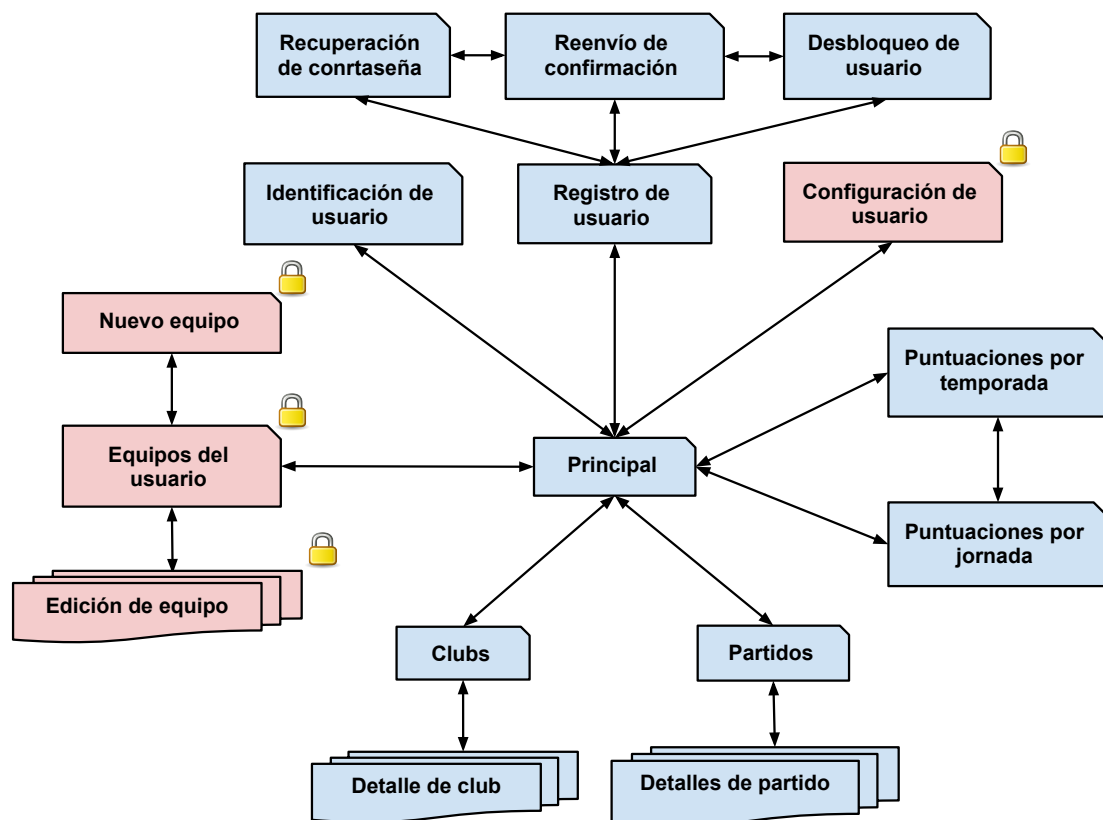 Recuperación
de conrtaseña
Reenvío de
confirmación
Desbloqueo de
usuario
Identificación de
usuario
Registro de
usuario
Configuración de
usuario
Nuevo equipo
Puntuaciones por
temporada
Equipos del
usuario
Principal
Puntuaciones por
jornada
Edición de equipo
Clubs
Partidos
Detalle de club
Detalles de partido